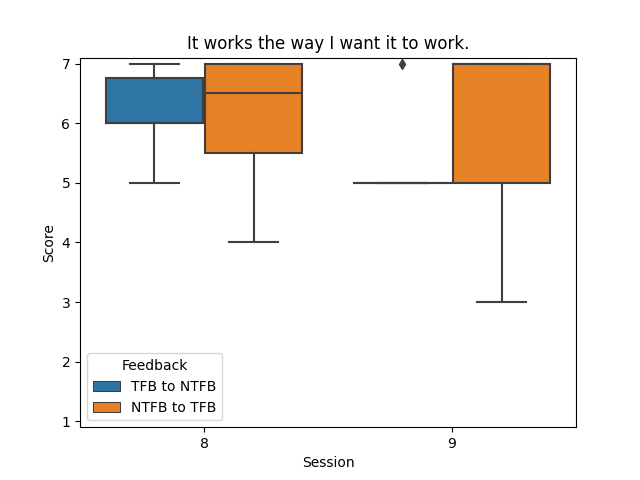 It works the way I want it to work.
7
6
5
4
3
2
1
Score
Feedback
TFB to NTFB
NTFB to TFB
8
9
Session